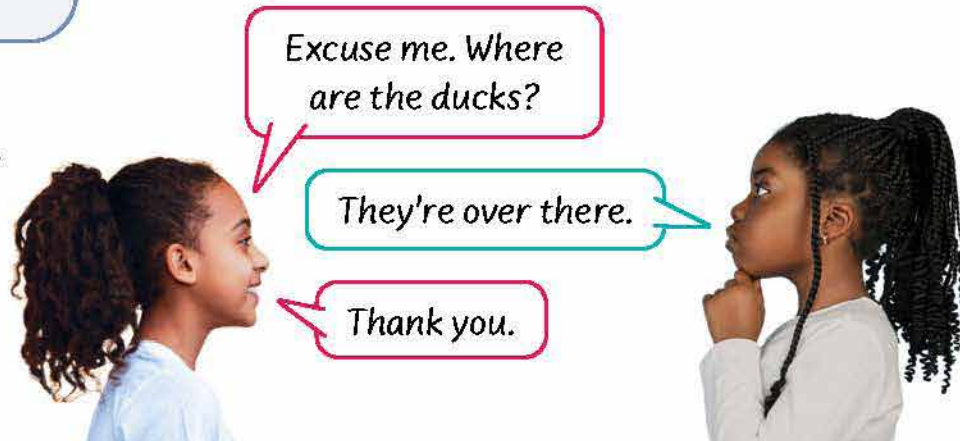 Excuse me. Where
are the ducks?
They're over there.
Thank you.